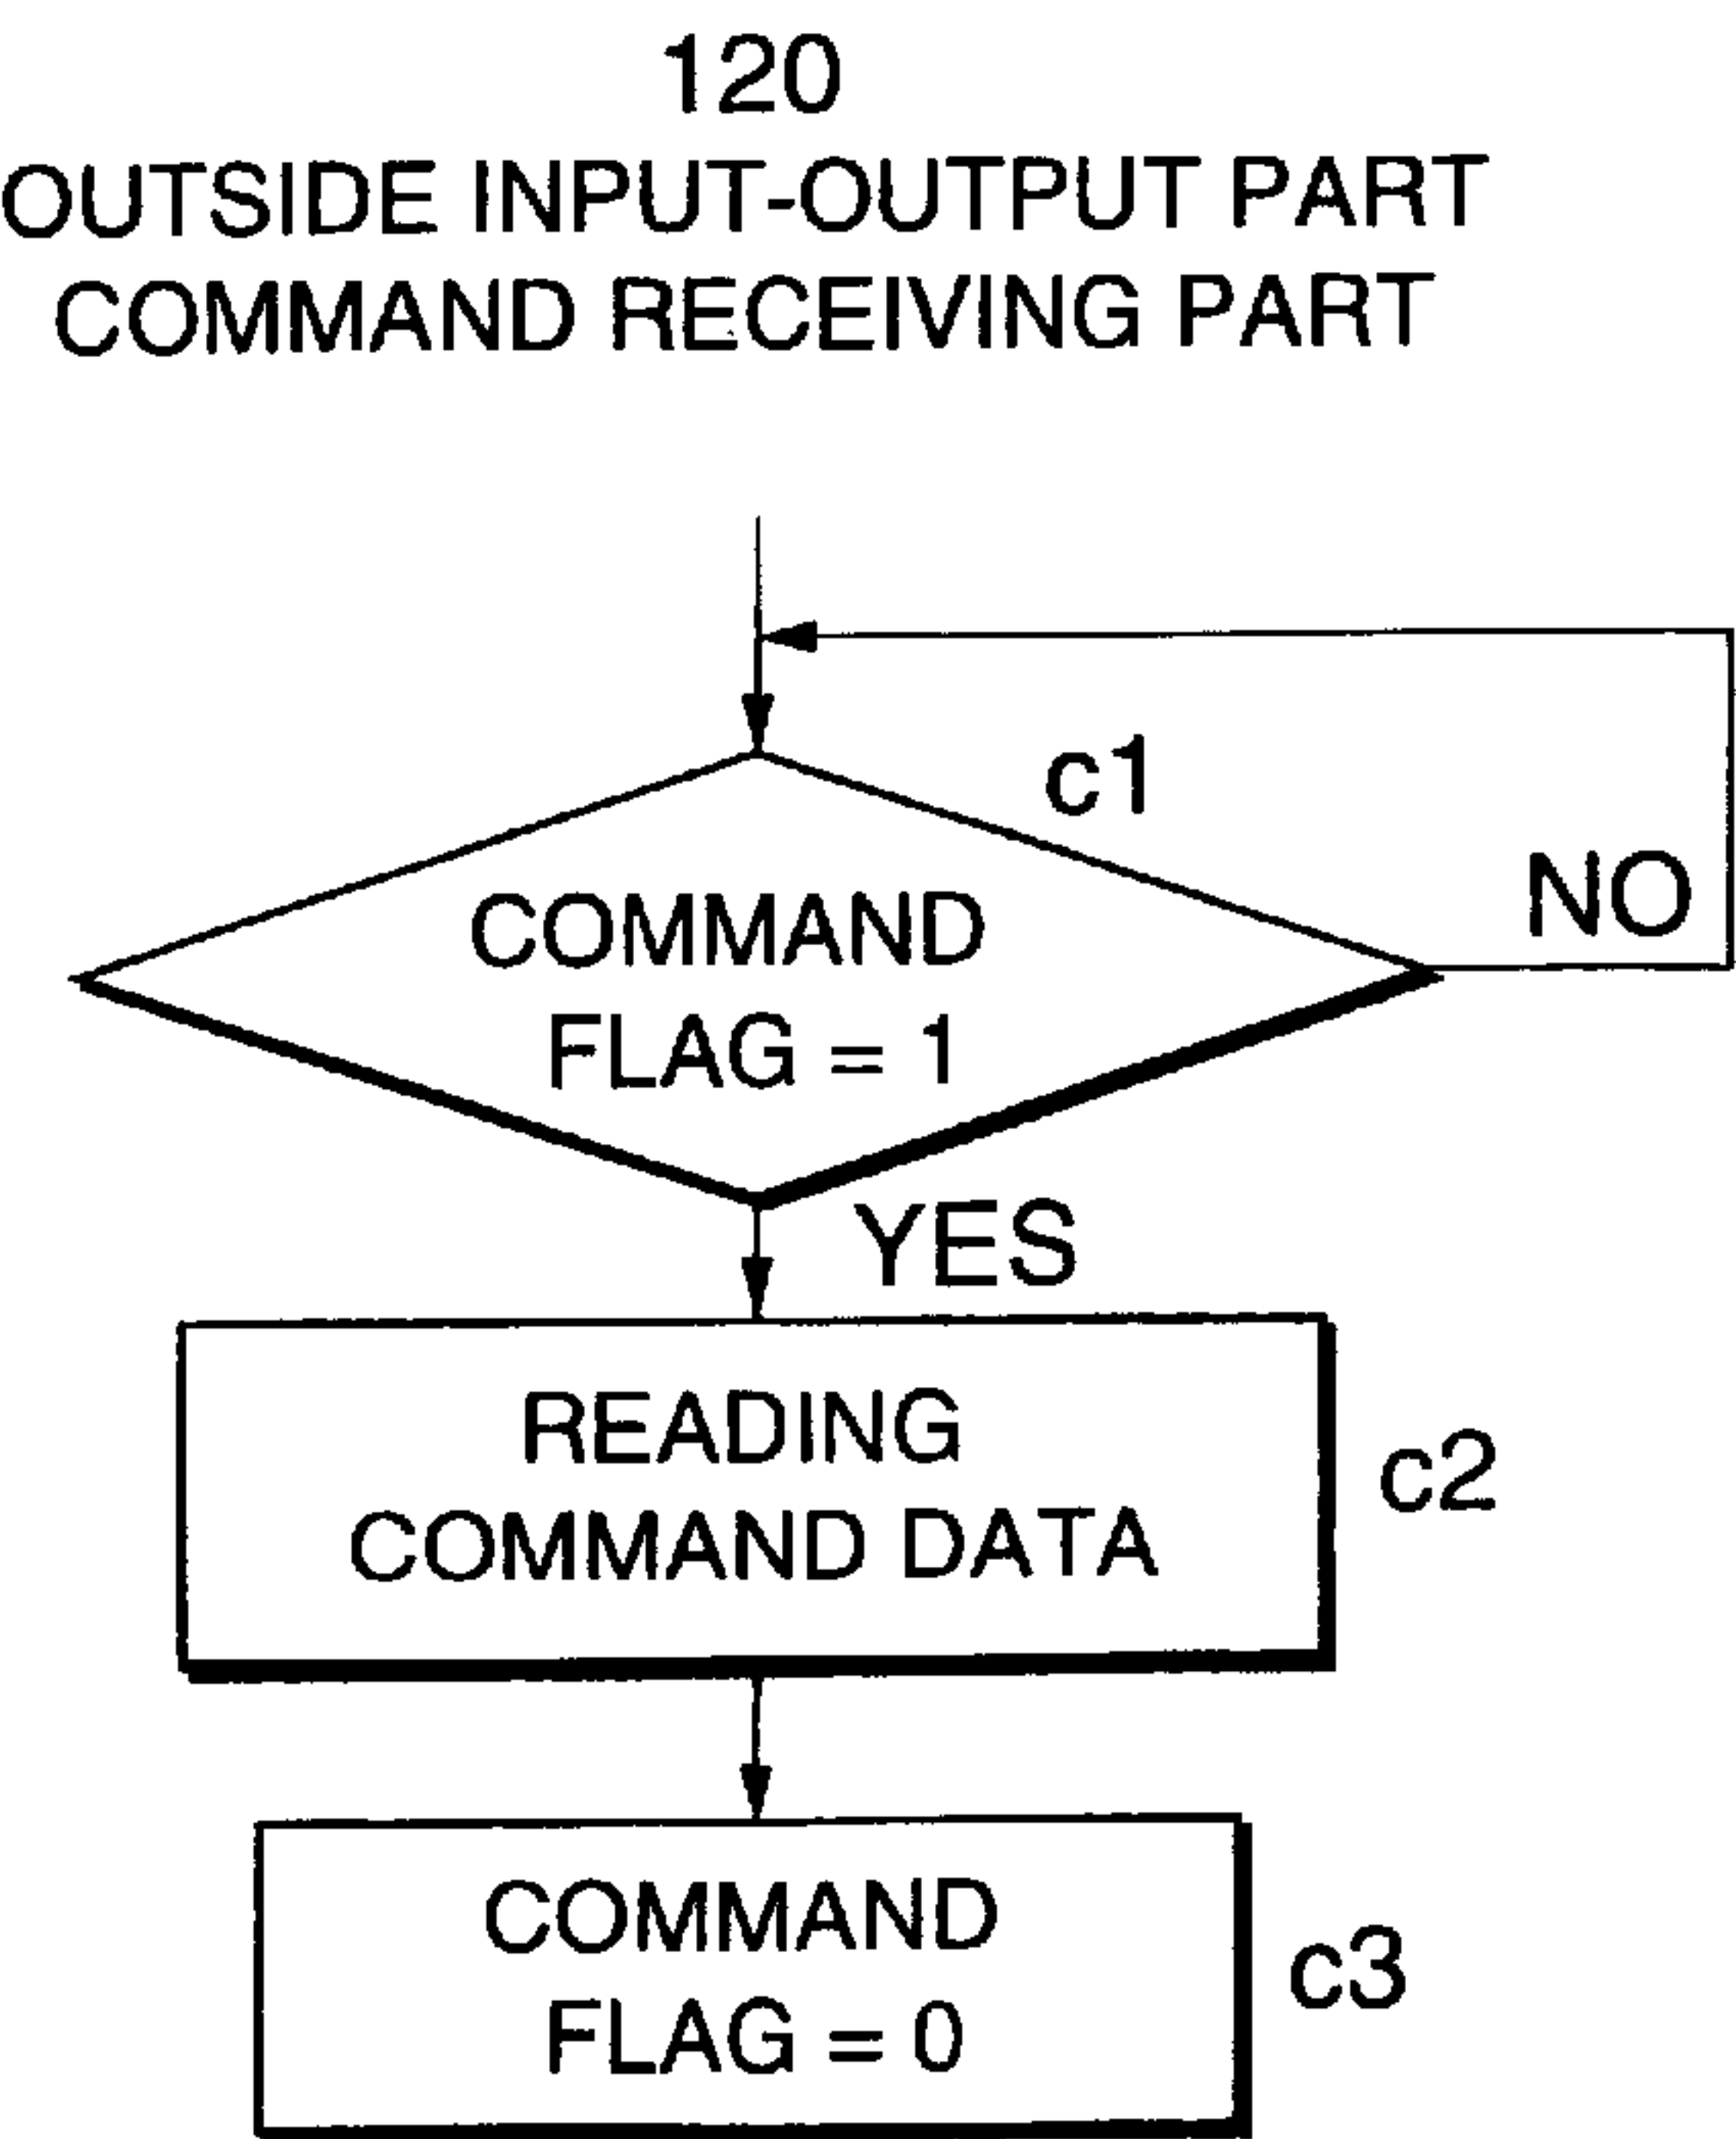 120
OUTSIDE INPUT-OUTPUT PART
COMMAND RECEIVING PART
c1
COMMAND
NO
FLAG = 1
YES
READING
COMMAND DATA
c2
COMMAND
FLAG = 0
c3